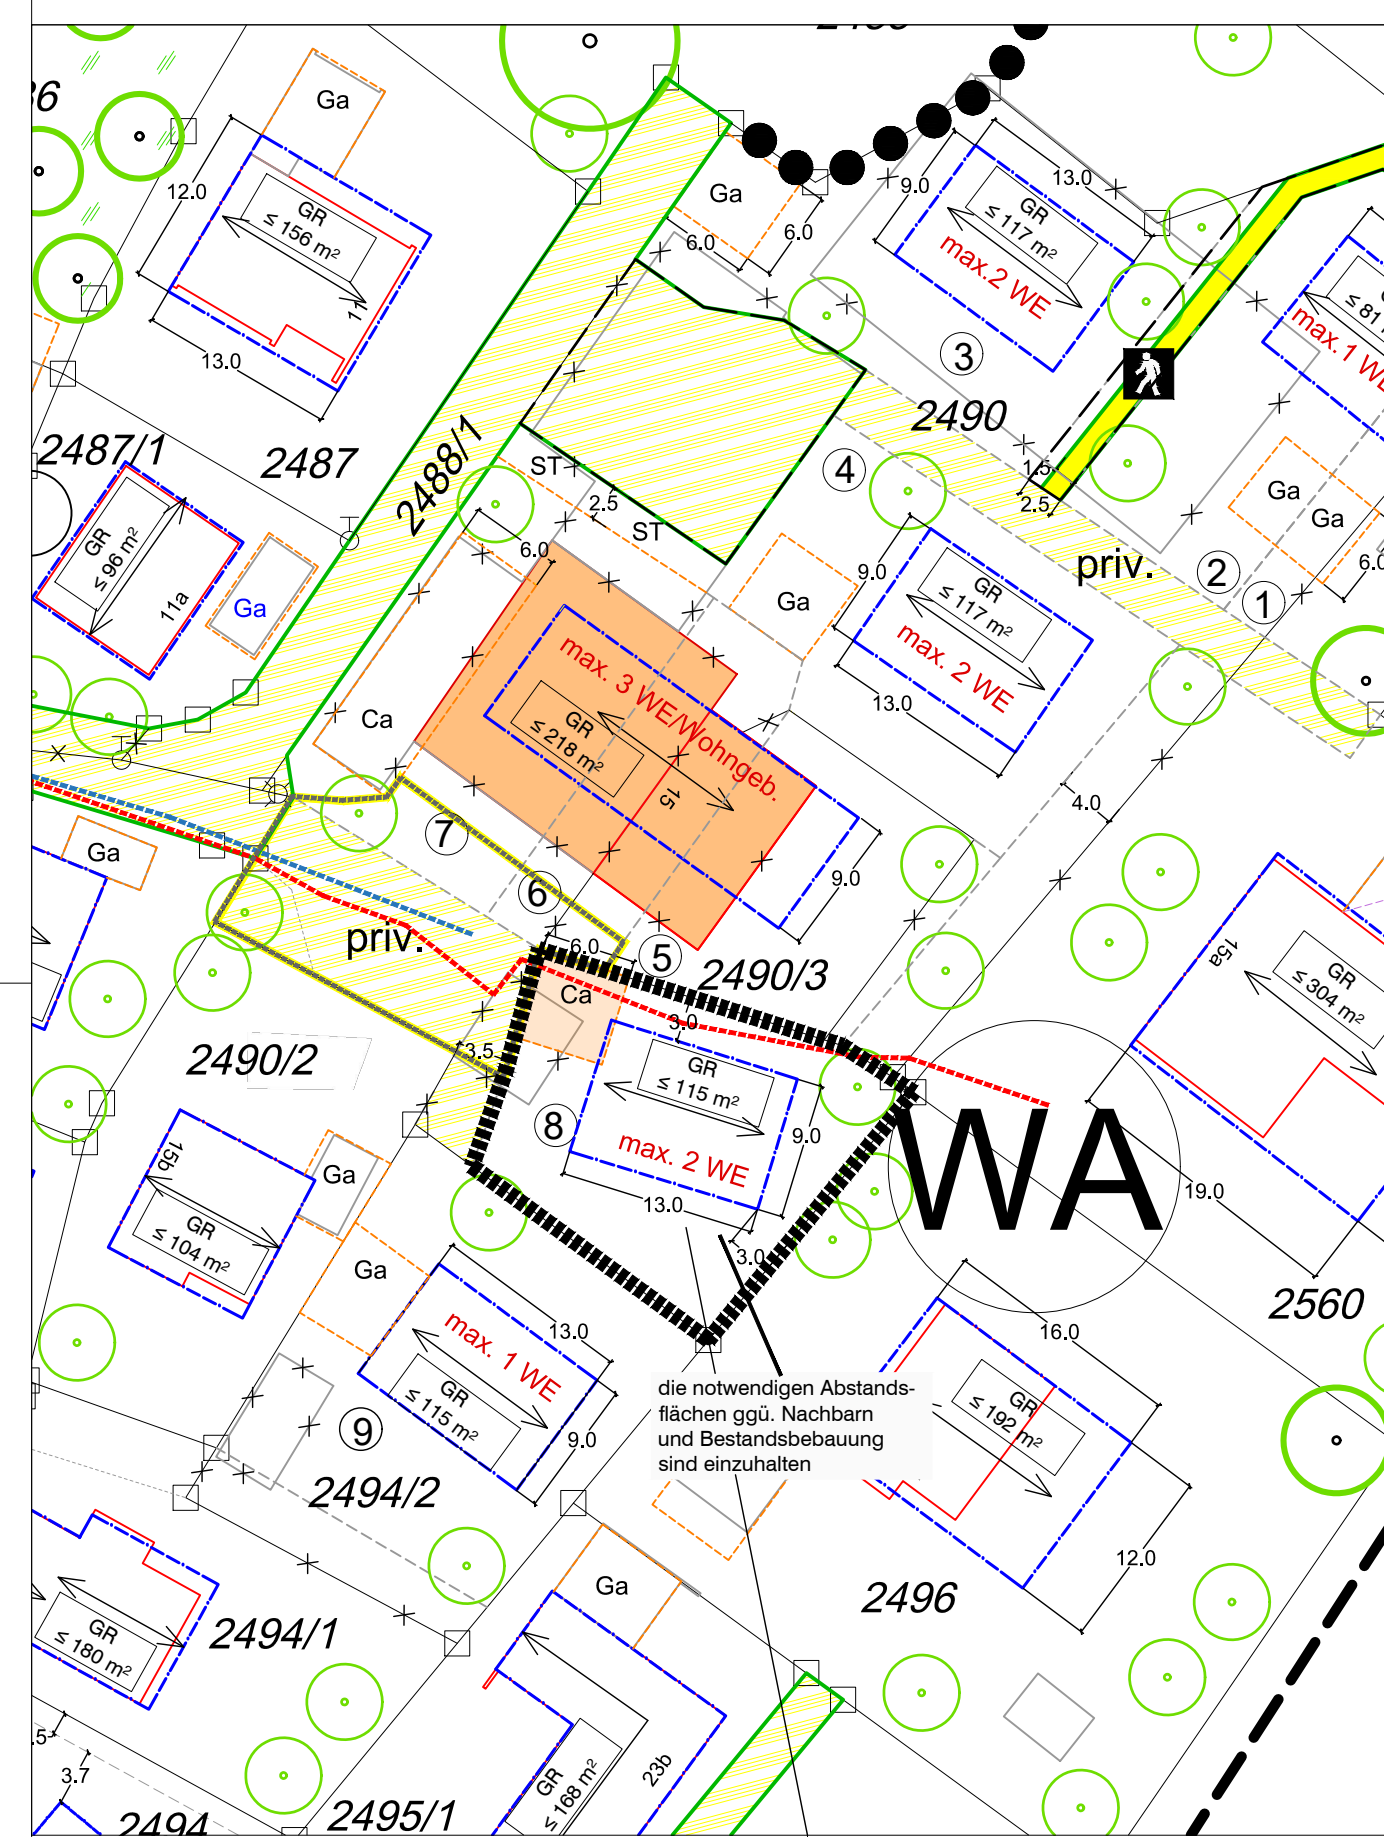 Ga
12.0
GR
≤ 156 m²
13.0
Ga
6.0
6.0
9.0
13.0
GR
≤ 117 m²
max.2 WE
3
2490
max.1 WE
2487/1
2487
2488/1
GR
≤ 96 m²
11a
Ga
ST
2.5
ST
6.0
4
1.5
2.5
priv.
Ga
Ga
6.0
2
1
Ga
9.0
GR
≤ 117 m²
max. 2 WE
13.0
max. 3 WE/Wohngeb.
GR
≤ 218 m²
15
Ca
9.0
4.0
7
6
5
Ga
priv.
6.0
2490/3
Ca
3.0
3.5
2490/2
GR
≤ 115 m²
max. 2 WE
9.0
13.0
3.0
8
WA
15a
GR
≤ 304 m²
19.0
2560
15b
GR
≤ 104 m²
Ga
Ga
max. 1 WE
GR
≤ 115 m²
13.0
9.0
9
2494/2
die notwendigen Abstands-
flächen ggü. Nachbarn
und Bestandsbebauung
sind einzuhalten
16.0
GR
≤ 192 m²
12.0
2496
GR
≤ 180 m²
2494/1
Ga
GR
≤ 168 m²
23b
3.7
2494
2495/1